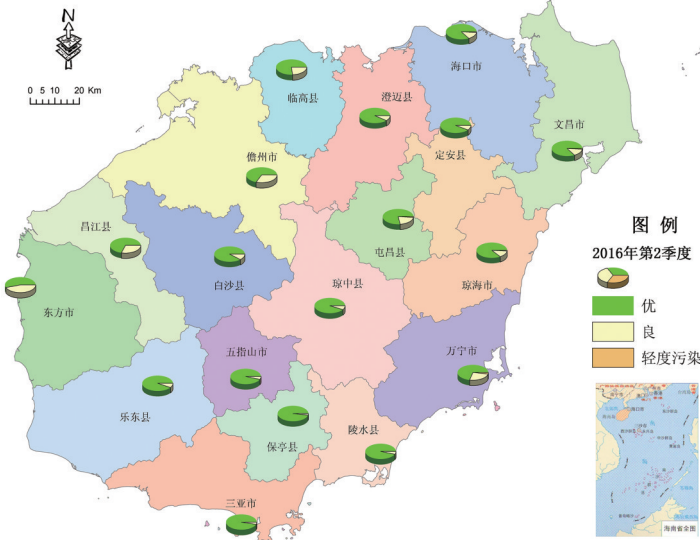 N
0 5 10 20 Km
临高县
澄迈县
海口市
文昌市
儋州市
定安县
昌江县
屯昌县
白沙县
琼中县
琼海市
东方市
五指山市
万宁市
乐东县
保亭县
陵水县
三亚市
图 例
2016年第2季度
优
良
轻度污染
海南省全图